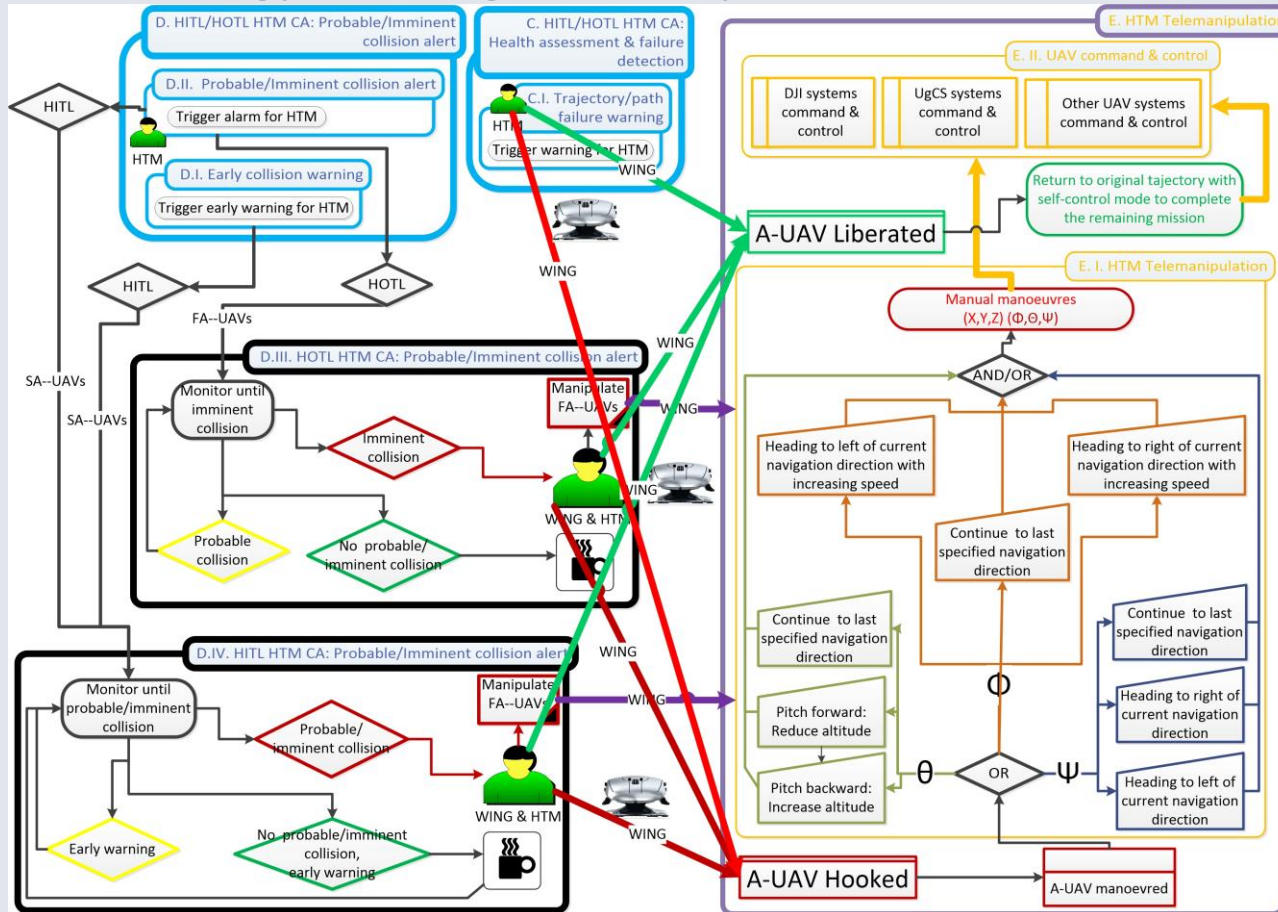 D. HITL/HOTL HTM CA: Probable/Imminent
collision alert
D.II. Probable/Imminent collision alert
Trigger alarm for HTM
HTM
D.I. Early collision warning
Trigger early warning for HTM
HITL
HITL
HOTL
FA--UAVs
SA--UAVs
SA--UAVs
C. HITL/HOTL HTM CA:
Health assessment & failure
detection
C.I. Trajectory/path
failure warning
HTM
Trigger warning for HTM
WING
WING
WING
WING
WING
WING
WING
WING
WING
D.III. HOTL HTM CA: Probable/Imminent collision alert
Monitor until
imminent
collision
Imminent
collision
Probable
collision
No probable/
imminent collision
Manipulate
FA--UAVs
WING & HTM
D.IV. HITL HTM CA: Probable/Imminent collision alert
Monitor until
probable/imminent
collision
Probable/
imminent collision
Early warning
No probable/imminent
collision,
early warning
Manipulate
FA--UAVs
WING & HTM
E. HTM Telemanipulation
E. II. UAV command & control
DJI systems
command &
control
UgCS systems
command &
control
Other UAV systems
command & control
A-UAV Liberated
Return to original tajectory with
self-control mode to complete
the remaining mission
E. I. HTM Telemanipulation
Manual manoeuvres
(X,Y,Z) (Φ,Θ,Ψ)
AND/OR
Heading to left of current
navigation direction with
increasing speed
Heading to right of current
navigation direction with
increasing speed
Continue to last
specified navigation
direction
Continue to last
specified navigation
direction
Pitch forward:
Reduce altitude
Pitch backward:
Increase altitude
Continue to last
specified navigation
direction
Heading to right of
current navigation
direction
Heading to left of
current navigation
direction
φ
θ
OR
Ψ
A-UAV Hooked
A-UAV manoevred